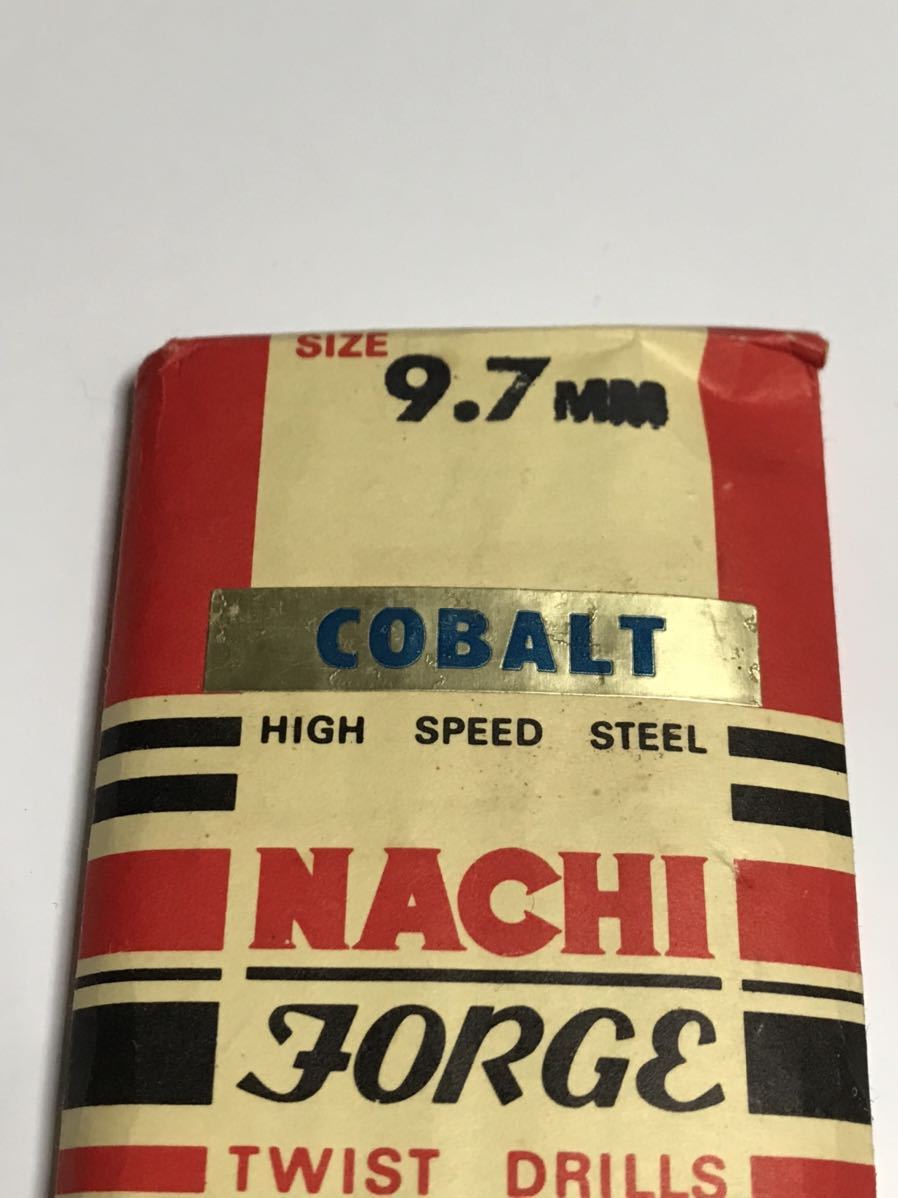 SIZE 9.7 MM
COBALT
HIGH SPEED STEEL
NACHI
FORGE
TWIST DRILLS